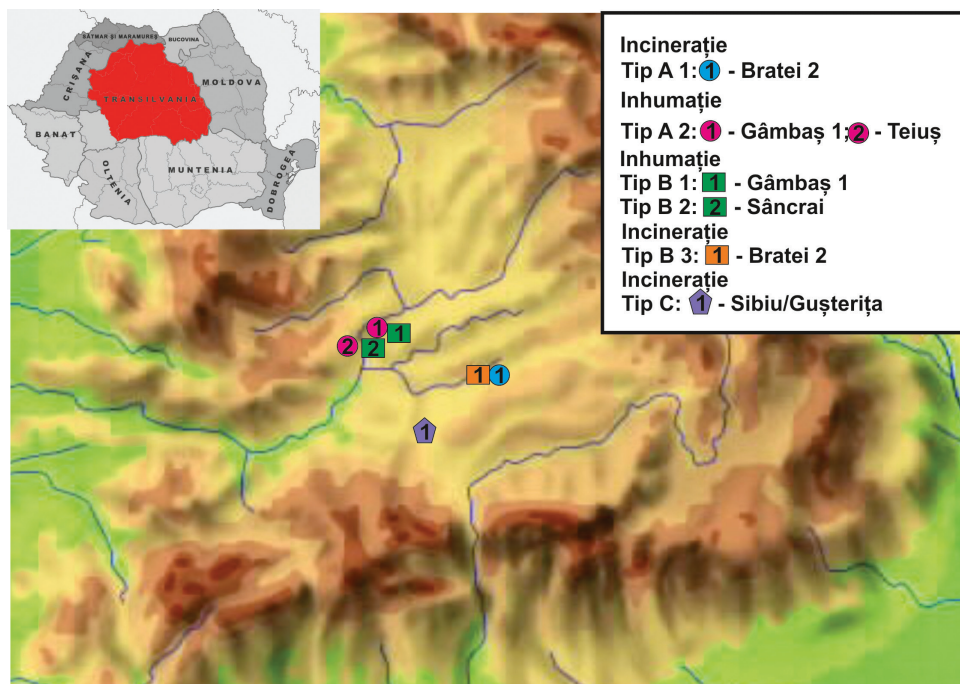 SATMAR ȘI MARAMUREȘ
BUCOVINA
CRIȘANA
MOLDOVA
TRANSILVANIA
BANAT
OLTENIA
MUNTENIA
DOBROGEA
Incinerație
Tip A 1: 1 - Bratei 2
Inhumație
Tip A 2: 1 - Gâmbaș 1; 2 - Teiuș
Inhumație
Tip B 1: 1 - Gâmbaș 1
Tip B 2: 2 - Sâncrai
Incinerație
Tip B 3: 1 - Bratei 2
Incinerație
Tip C: 1 - Sibiu/Gușterița
1
1
2
2
1
1
1